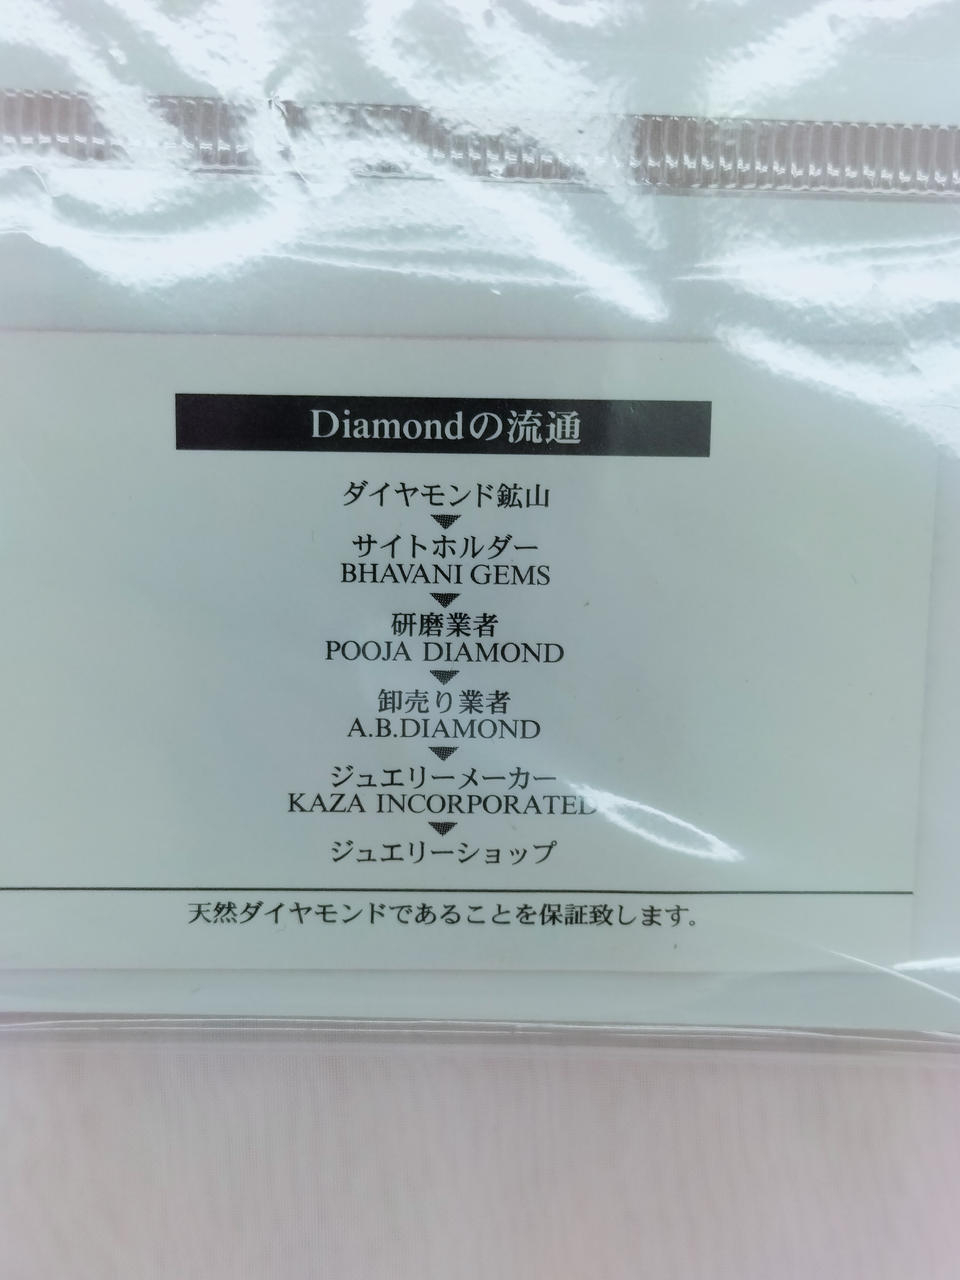 Diamondの流通
ダイヤモンド鉱山
サイトホルダー
BHAVANI GEMS
研磨業者
POOJA DIAMOND
卸売り業者
A.B.DIAMOND
ジュエリーメーカー
KAZA INCORPORATED
ジュエリーショップ
天然ダイヤモンドであることを保証致します。